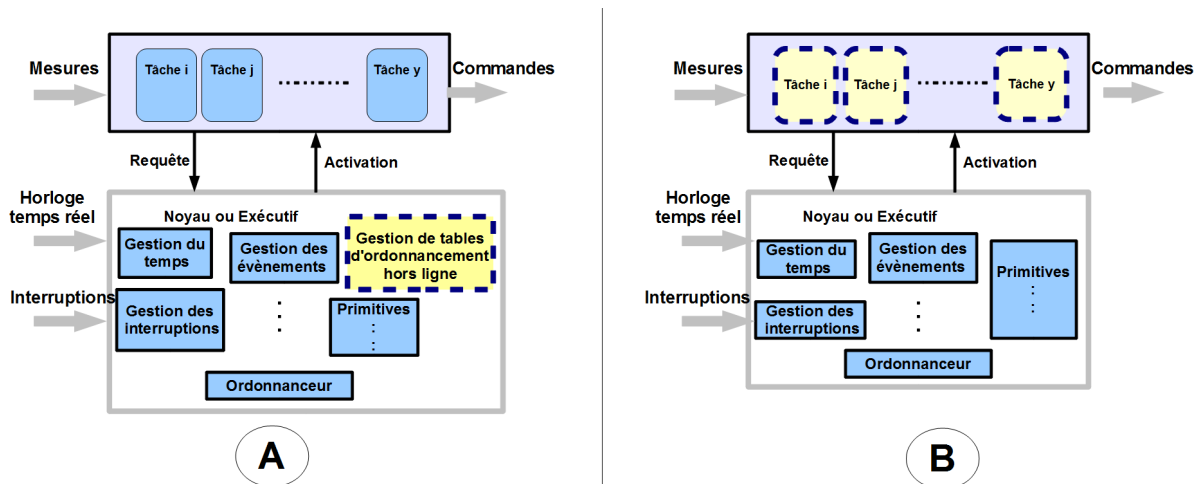 Mesures
Tâche i
Tâche j
Tâche y
Commandes
Requête
Activation
Horloge
temps réel
Noyau ou Exécutif
Gestion du
temps
Gestion des
évènements
Gestion de tables
d'ordonnancement
hors ligne
Interruptions
Gestion des
interruptions
Primitives
Ordonnanceur
A
Mesures
Tâche i
Tâche j
Tâche y
Commandes
Requête
Activation
Horloge
temps réel
Noyau ou Exécutif
Gestion du
temps
Gestion des
évènements
Primitives
Interruptions
Gestion des
interruptions
Ordonnanceur
B